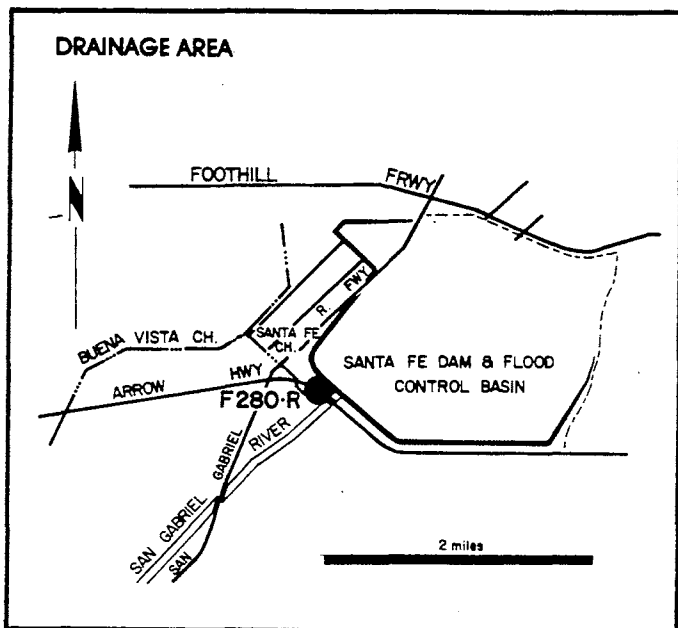 DRAINAGE AREA
N
FOOTHILL FRWY
SANTA FE CH.
R. FWY
BUENA VISTA CH.
ARROW HWY
F280·R
SANTA FE DAM & FLOOD
CONTROL BASIN
SAN GABRIEL RIVER
SAN GABRIEL
2 miles